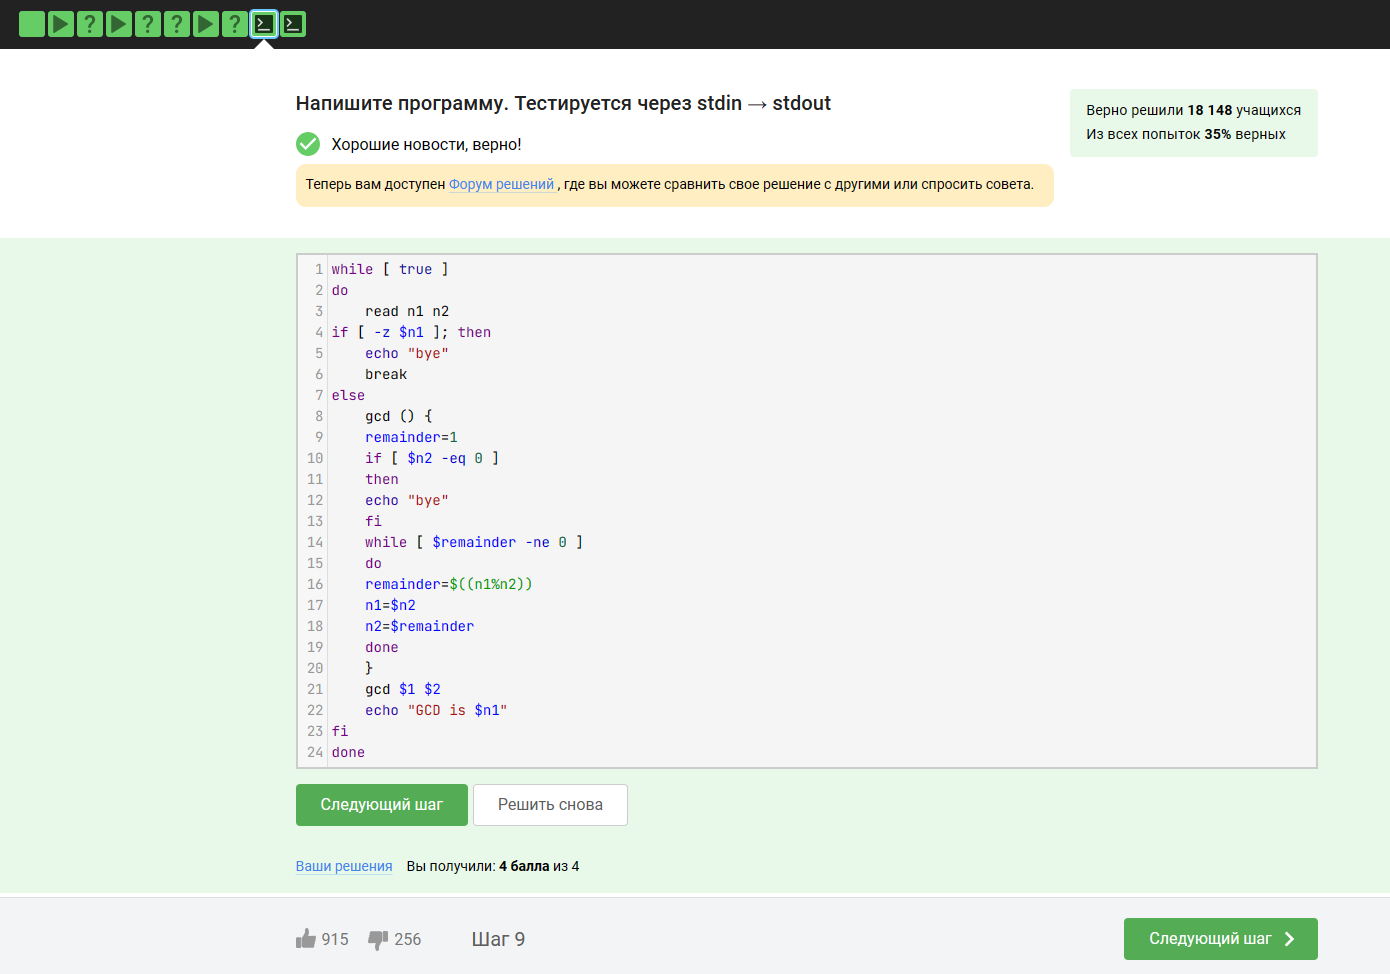 Напишите программу. Тестируется через stdin → stdout
Хорошие новости, верно!
Теперь вам доступен Форум решений , где вы можете сравнить свое решение с другими или спросить совета.
Верно решили 18 148 учащихся
Из всех попыток 35% верных
1 while [ true ]
2 do
3     read n1 n2
4 if [ -z $n1 ]; then
5     echo "bye"
6     break
7 else
8     gcd () {
9     remainder=1
10     if [ $n2 -eq 0 ]
11     then
12     echo "bye"
13     fi
14     while [ $remainder -ne 0 ]
15     do
16     remainder=$((n1%n2))
17     n1=$n2
18     n2=$remainder
19     done
20     }
21     gcd $1 $2
22     echo "GCD is $n1"
23 fi
24 done
Следующий шаг
Решить снова
Ваши решения Вы получили: 4 балла из 4
915 256 Шаг 9
Следующий шаг